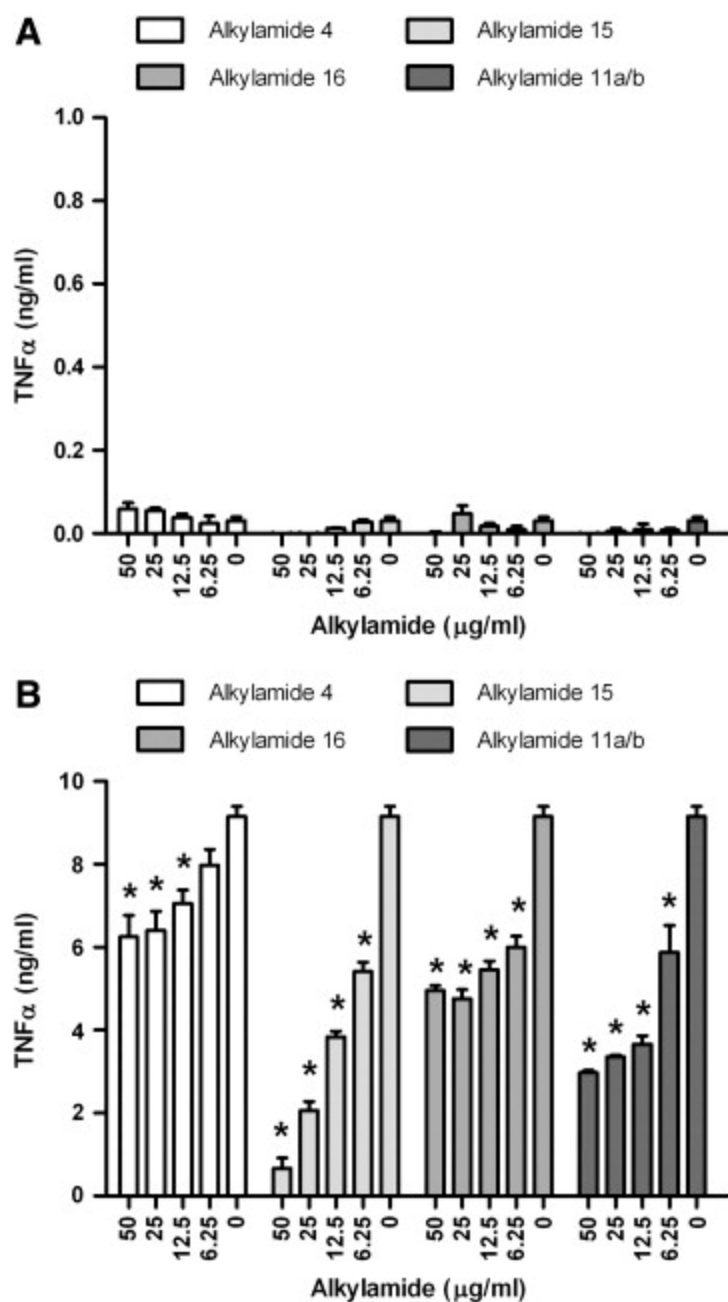 A
Alkylamide 4 Alkylamide 15
Alkylamide 16 Alkylamide 11a/b
1.0
0.8
0.6
0.4
0.2
0.0
TNFα (ng/ml)
50 25 12.5 6.25 0 50 25 12.5 6.25 0 50 25 12.5 6.25 0 50 25 12.5 6.25 0
Alkylamide (μg/ml)
B
Alkylamide 4 Alkylamide 15
Alkylamide 16 Alkylamide 11a/b
10
8
6
4
2
0
TNFα (ng/ml)
* * *
* * * *
* * * *
* * * *
50 25 12.5 6.25 0 50 25 12.5 6.25 0 50 25 12.5 6.25 0 50 25 12.5 6.25 0
Alkylamide (μg/ml)